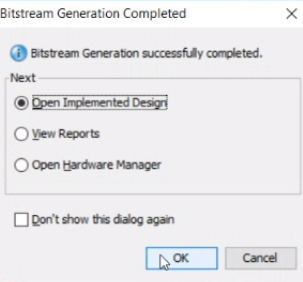 Bitstream Generation Completed
Bitstream Generation successfully completed.
Next
Open Implemented Design
View Reports
Open Hardware Manager
Don't show this dialog again
OK
Cancel